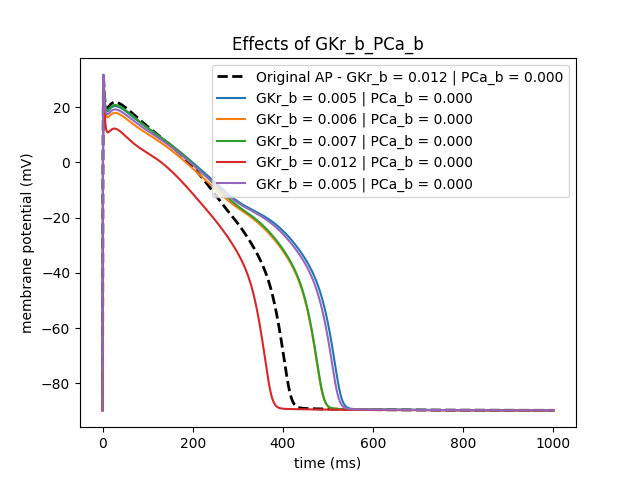 Effects of GKr_b_PCa_b
Original AP - GKr_b = 0.012 | PCa_b = 0.000
GKr_b = 0.005 | PCa_b = 0.000
GKr_b = 0.006 | PCa_b = 0.000
GKr_b = 0.007 | PCa_b = 0.000
GKr_b = 0.012 | PCa_b = 0.000
GKr_b = 0.005 | PCa_b = 0.000
membrane potential (mV)
20
0
−20
−40
−60
−80
0 200 400 600 800 1000
time (ms)